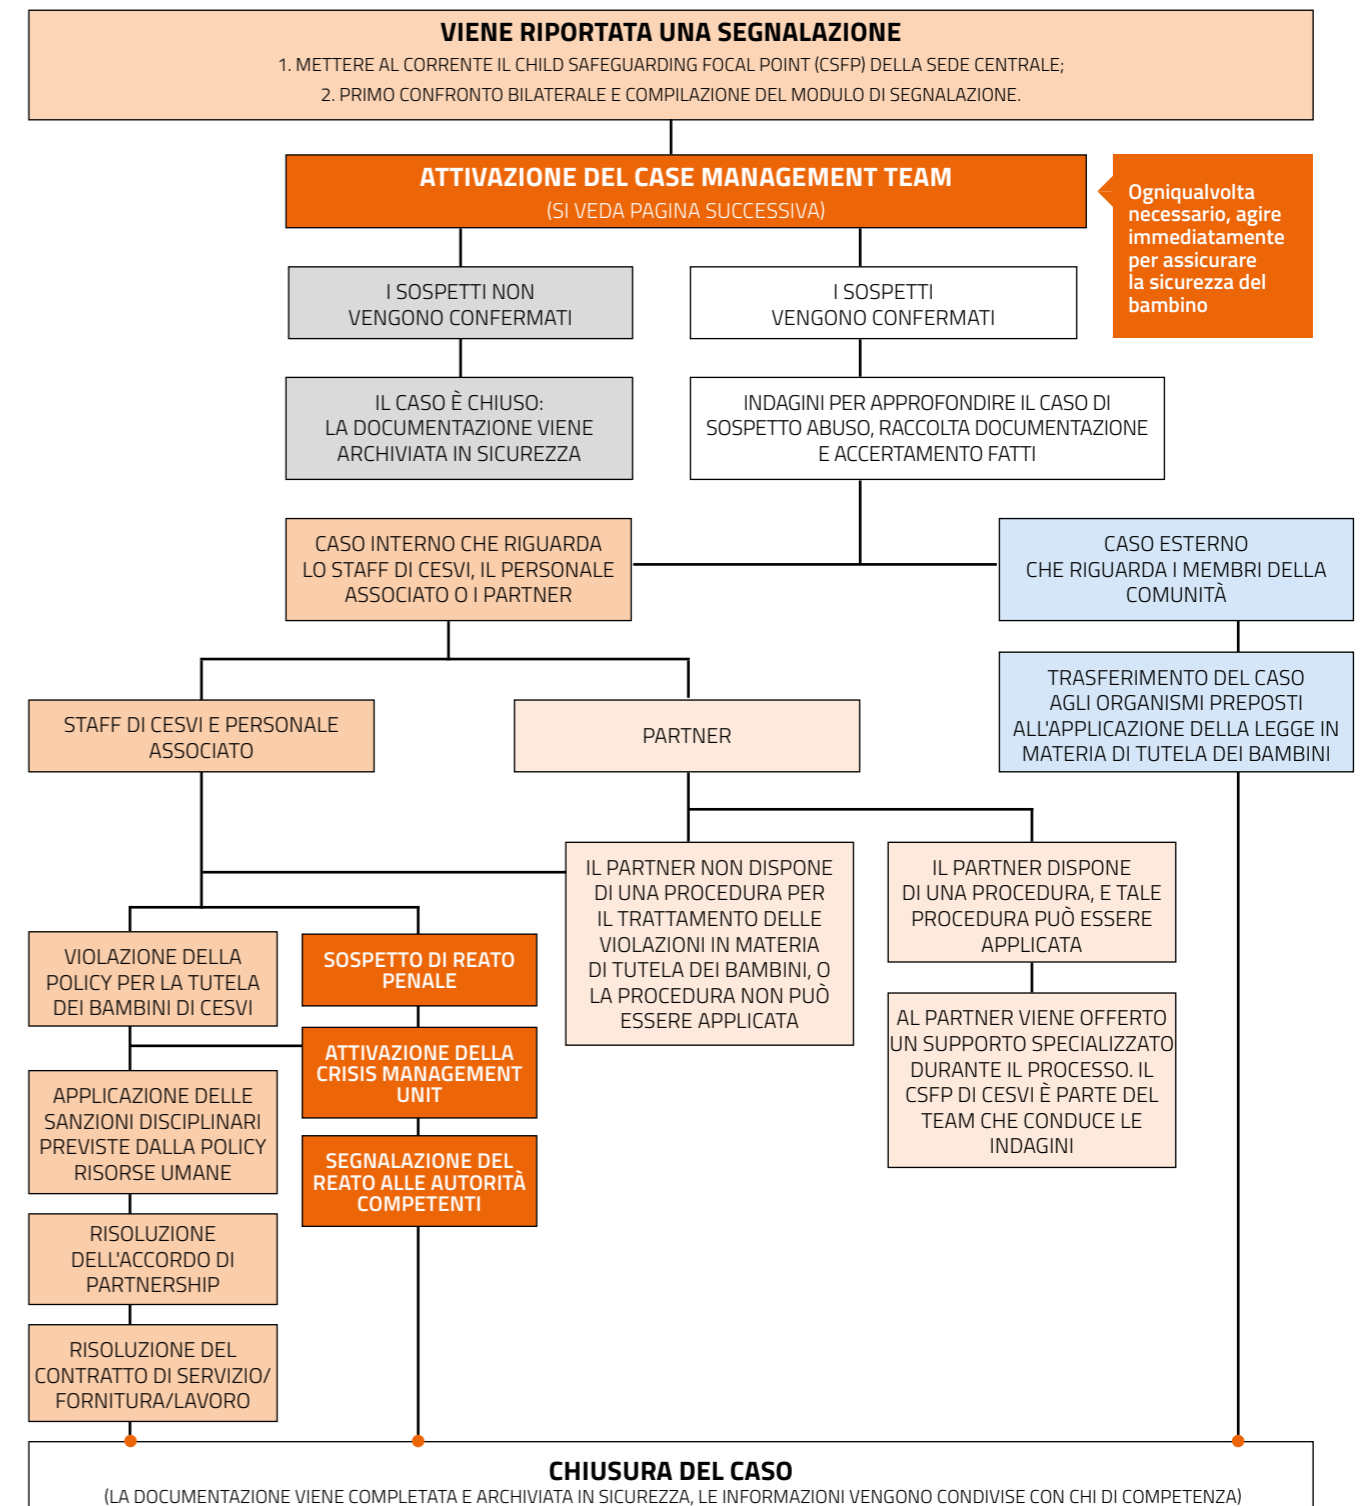 VIENE RIPORTATA UNA SEGNALAZIONE
1. METTERE AL CORRENTE IL CHILD SAFEGUARDING FOCAL POINT (CSFP) DELLA SEDE CENTRALE;
2. PRIMO CONFRONTO BILATERALE E COMPILAZIONE DEL MODULO DI SEGNALAZIONE.
ATTIVAZIONE DEL CASE MANAGEMENT TEAM
(SI VEDA PAGINA SUCCESSIVA)
Ogniqualvolta
necessario, agire
immediatamente
per assicurare
la sicurezza del
bambino
I SOSPETTI NON
VENGONO CONFERMATI
I SOSPETTI
VENGONO CONFERMATI
IL CASO È CHIUSO:
LA DOCUMENTAZIONE VIENE
ARCHIVIATA IN SICUREZZA
INDAGINI PER APPROFONDIRE IL CASO DI
SOSPETTO ABUSO, RACCOLTA DOCUMENTAZIONE
E ACCERTAMENTO FATTI
CASO INTERNO CHE RIGUARDA
LO STAFF DI CESVI, IL PERSONALE
ASSOCIATO O I PARTNER
CASO ESTERNO
CHE RIGUARDA I MEMBRI DELLA
COMUNITÀ
TRASFERIMENTO DEL CASO
AGLI ORGANISMI PREPOSTI
ALL'APPLICAZIONE DELLA LEGGE IN
MATERIA DI TUTELA DEI BAMBINI
STAFF DI CESVI E PERSONALE
ASSOCIATO
PARTNER
IL PARTNER NON DISPONE
DI UNA PROCEDURA PER
IL TRATTAMENTO DELLE
VIOLAZIONI IN MATERIA
DI TUTELA DEI BAMBINI, O
LA PROCEDURA NON PUÒ
ESSERE APPLICATA
IL PARTNER DISPONE
DI UNA PROCEDURA, E TALE
PROCEDURA PUÒ ESSERE
APPLICATA
VIOLAZIONE DELLA
POLICY PER LA TUTELA
DEI BAMBINI DI CESVI
SOSPETTO DI REATO
PENALE
AL PARTNER VIENE OFFERTO
UN SUPPORTO SPECIALIZZATO
DURANTE IL PROCESSO. IL
CSFP DI CESVI È PARTE DEL
TEAM CHE CONDUCE LE
INDAGINI
ATTIVAZIONE DELLA
CRISIS MANAGEMENT
UNIT
APPLICAZIONE DELLE
SANZIONI DISCIPLINARI
PREVISTE DALLA POLICY
RISORSE UMANE
SEGNALAZIONE DEL
REATO ALLE AUTORITÀ
COMPETENTI
RISOLUZIONE
DELL'ACCORDO DI
PARTNERSHIP
RISOLUZIONE DEL
CONTRATTO DI SERVIZIO/
FORNITURA/LAVORO
CHIUSURA DEL CASO
(LA DOCUMENTAZIONE VIENE COMPLETATA E ARCHIVIATA IN SICUREZZA, LE INFORMAZIONI VENGONO CONDIVISE CON CHI DI COMPETENZA)